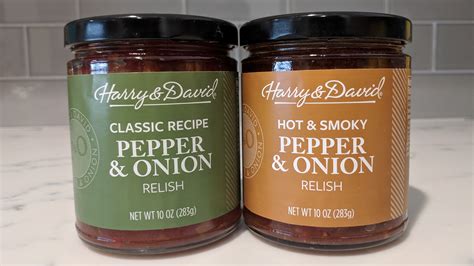 Harry & David®
CLASSIC RECIPE
PEPPER
& ONION
RELISH
NET WT 10 OZ (283g)
Harry & David®
HOT & SMOKY
PEPPER
& ONION
RELISH
NET WT 10 OZ (283g)